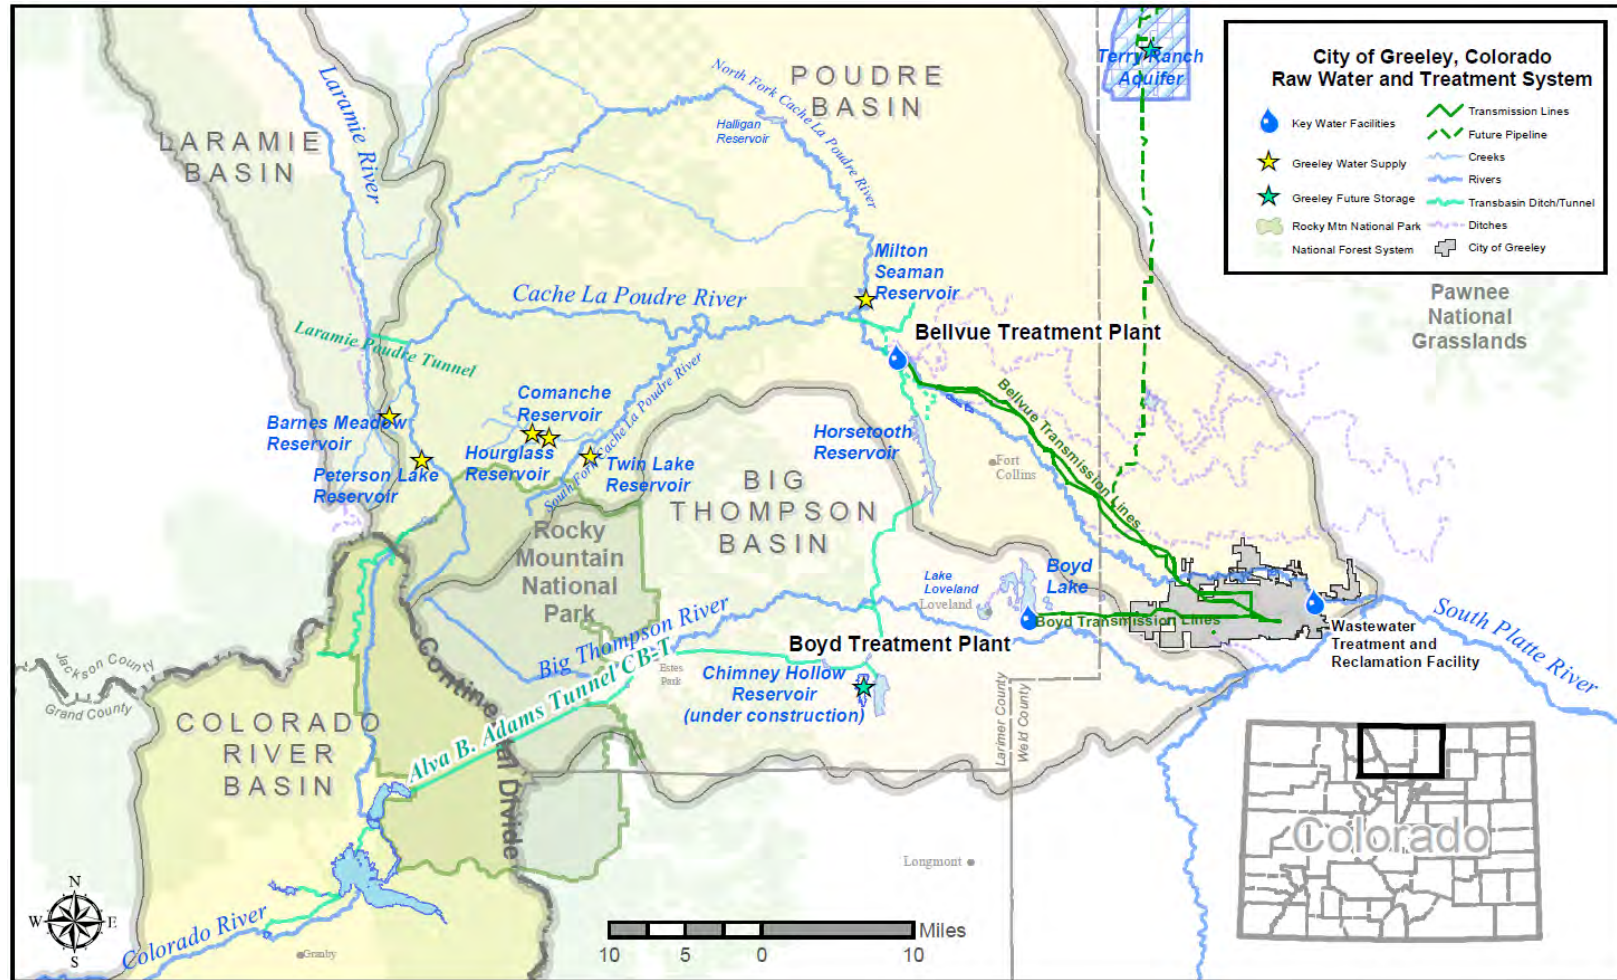 City of Greeley, Colorado
Raw Water and Treatment System
Key Water Facilities
Greeley Water Supply
Greeley Future Storage
Rocky Mtn National Park
National Forest System
Transmission Lines
Future Pipeline
Creeks
Rivers
Transbasin Ditch/Tunnel
Ditches
City of Greeley
Terry Ranch
Aquifer
POUDRE
BASIN
North Fork Cache La Poudre River
Halligan
Reservoir
Laramie River
LARAMIE
BASIN
Milton
Seaman
Reservoir
Cache La Poudre River
Bellvue Treatment Plant
Pawnee
National
Grasslands
Laramie Poudre Tunnel
Comanche
Reservoir
South Fork Cache La Poudre River
Bellvue Transmission Lines
Barnes Meadow
Reservoir
Hourglass
Reservoir
Horsetooth
Reservoir
Peterson Lake
Reservoir
Twin Lake
Reservoir
Fort
Collins
BIG
THOMPSON
BASIN
Rocky
Mountain
National
Park
Lake
Loveland
Loveland
Boyd
Lake
Boyd Transmission Lines
Big Thompson River
Boyd Treatment Plant
Wastewater
Treatment and
Reclamation Facility
South Platte River
Jackson County
Grand County
Continental Divide
Alva B. Adams Tunnel CB-T
Estes
Park
Chimney Hollow
Reservoir
(under construction)
Larimer County
Weld County
COLORADO
RIVER
BASIN
Colorado
Longmont
Colorado River
Granby
N
W
E
S
Miles
10
5
0
10